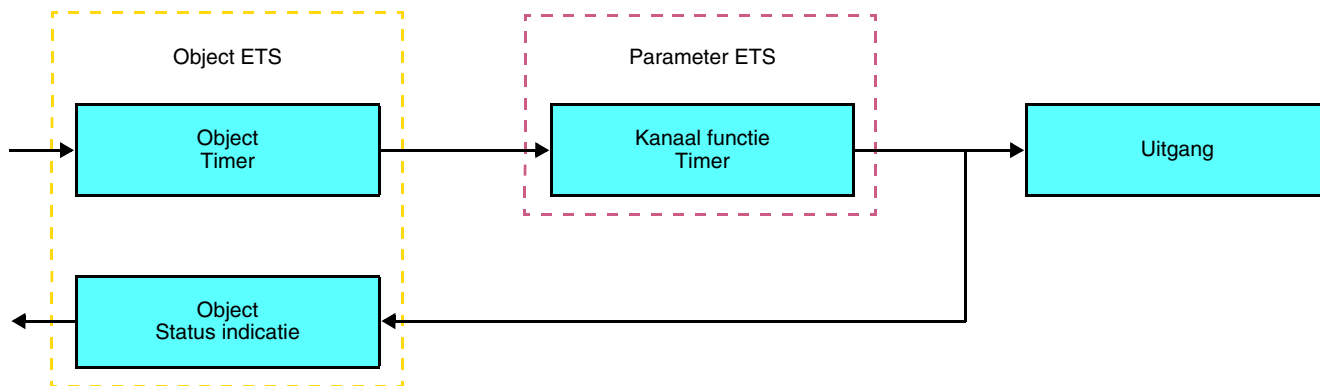 Object ETS
Parameter ETS
Object
Timer
Kanaal functie
Timer
Uitgang
Object
Status indicatie